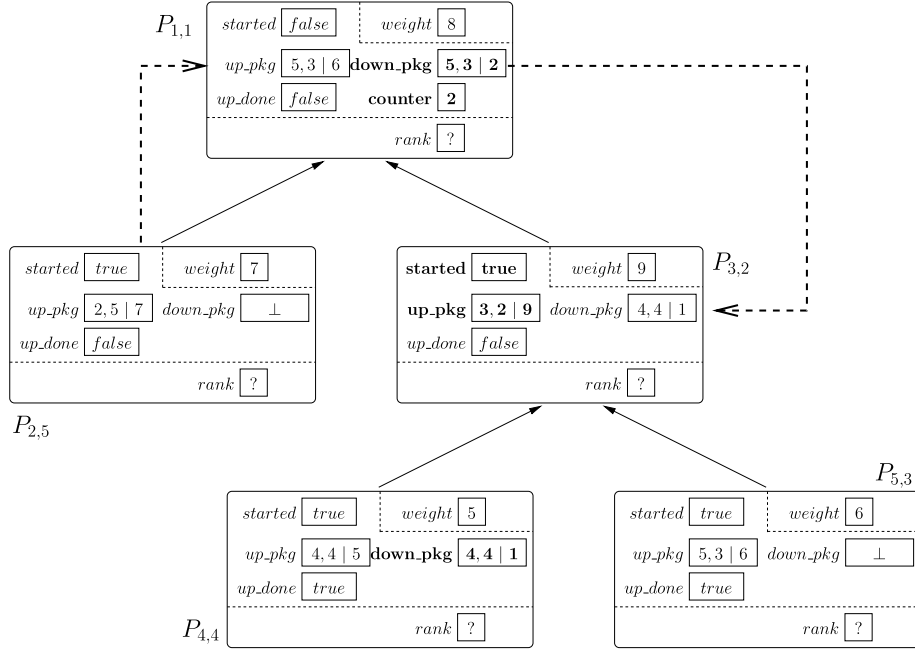 P1,1
started false weight 8
up_pkg 5, 3 | 6 down_pkg 5, 3 | 2
up_done false counter 2
rank ?
started true weight 7
up_pkg 2, 5 | 7 down_pkg ⊥
up_done false
rank ?
P2,5
started true weight 9
up_pkg 3, 2 | 9 down_pkg 4, 4 | 1
up_done false
rank ?
P3,2
started true weight 5
up_pkg 4, 4 | 5 down_pkg 4, 4 | 1
up_done true
rank ?
P4,4
P5,3
started true weight 6
up_pkg 5, 3 | 6 down_pkg ⊥
up_done true
rank ?